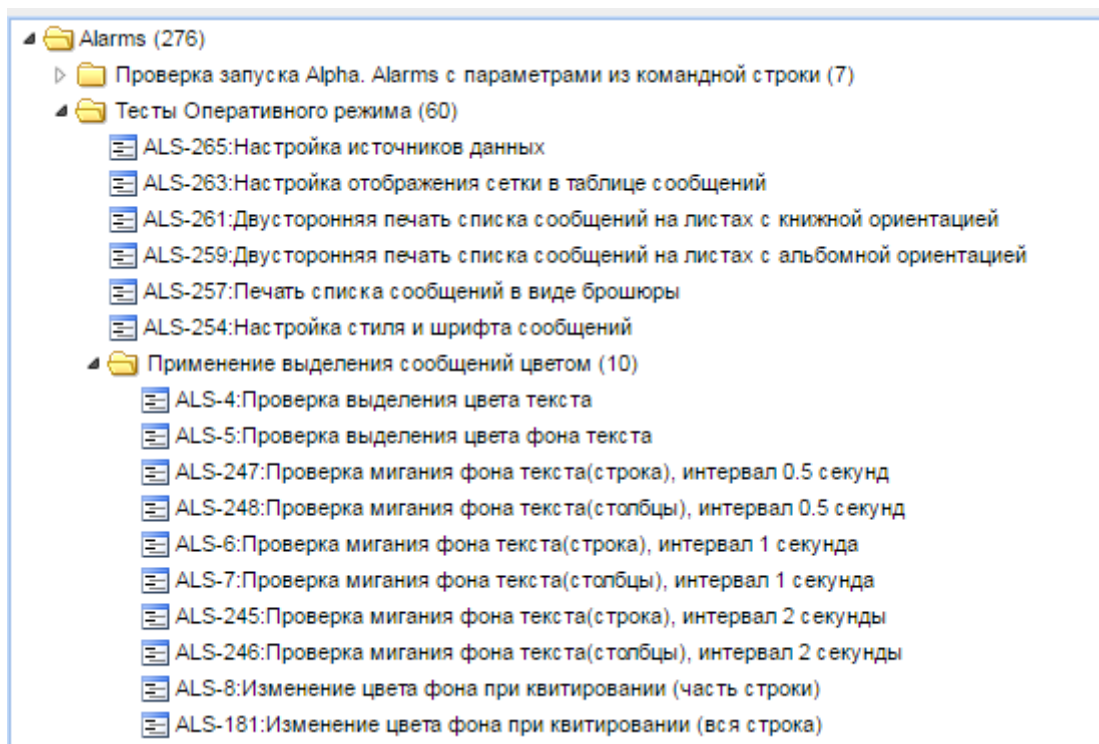 Alarms (276)
Проверка запуска Alpha. Alarms с параметрами из командной строки (7)
Тесты Оперативного режима (60)
ALS-265:Настройка источников данных
ALS-263:Настройка отображения сетки в таблице сообщений
ALS-261:Двусторонняя печать списка сообщений на листах с книжной ориентацией
ALS-259:Двусторонняя печать списка сообщений на листах с альбомной ориентацией
ALS-257:Печать списка сообщений в виде брошюры
ALS-254:Настройка стиля и шрифта сообщений
Применение выделения сообщений цветом (10)
ALS-4:Проверка выделения цвета текста
ALS-5:Проверка выделения цвета фона текста
ALS-247:Проверка мигания фона текста(строка), интервал 0.5 секунд
ALS-248:Проверка мигания фона текста(столбцы), интервал 0.5 секунд
ALS-6:Проверка мигания фона текста(строка), интервал 1 секунда
ALS-7:Проверка мигания фона текста(столбцы), интервал 1 секунда
ALS-245:Проверка мигания фона текста(строка), интервал 2 секунды
ALS-246:Проверка мигания фона текста(столбцы), интервал 2 секунды
ALS-8:Изменение цвета фона при квитировании (часть строки)
ALS-181:Изменение цвета фона при квитировании (вся строка)